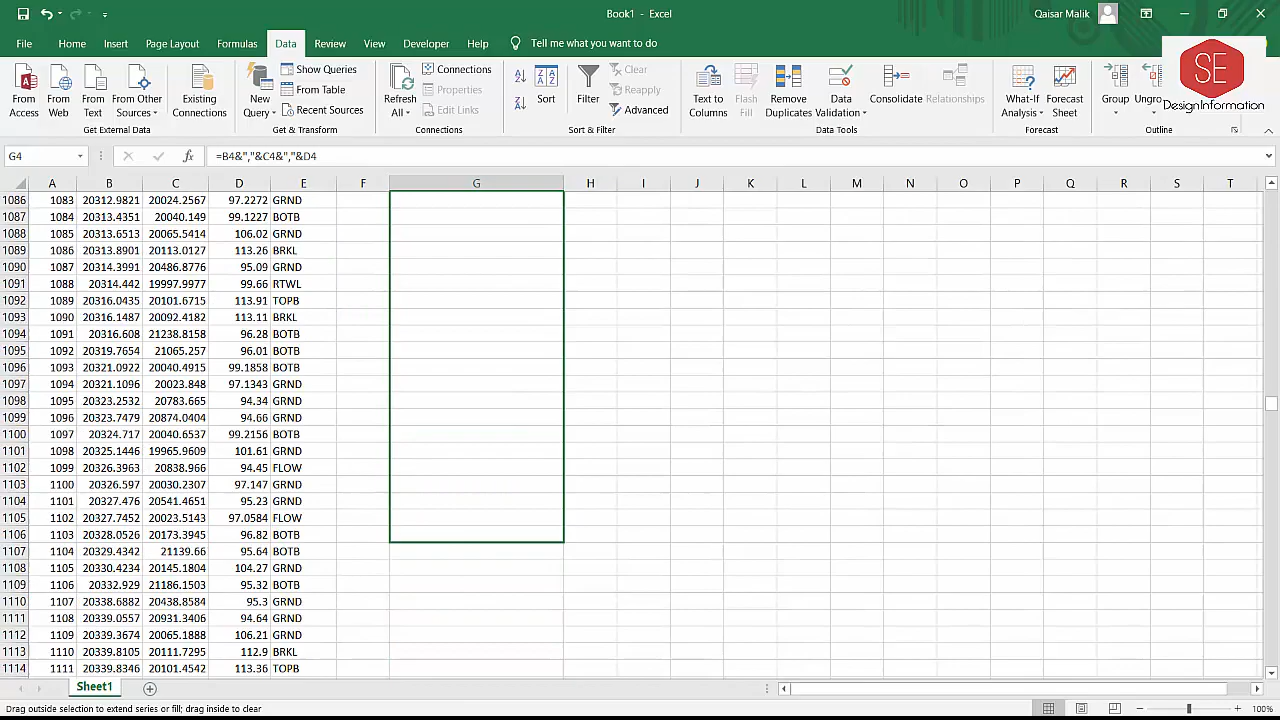 Book1 - Excel
Qaisar Malik
File Home Insert Page Layout Formulas Data Review View Developer Help Tell me what you want to do
SE
DesignInformation
From Access
From Web
From Text
From Other Sources
Existing Connections
Get External Data
New Query
Show Queries
From Table
Recent Sources
Get & Transform
Refresh All
Connections
Properties
Edit Links
Connections
Sort
Filter
Clear
Reapply
Advanced
Sort & Filter
Text to Columns
Flash Fill
Remove Duplicates
Data Validation
Consolidate
Relationships
Data Tools
What-If Analysis
Forecast Sheet
Forecast
Group
Ungro
Outline
G4 fx =B4&","&C4&","&D4
A B C D E F G H I J K L M N O P Q R S T
1086 1083 20312.9821 20024.2567 97.2272 GRND
1087 1084 20313.4351 20040.149 99.1227 BOTB
1088 1085 20313.6513 20065.5414 106.02 GRND
1089 1086 20313.8901 20113.0127 113.26 BRKL
1090 1087 20314.3991 20486.8776 95.09 GRND
1091 1088 20314.442 19997.9977 99.66 RTWL
1092 1089 20316.0435 20101.6715 113.91 TOPB
1093 1090 20316.1487 20092.4182 113.11 BRKL
1094 1091 20316.608 21238.8158 96.28 BOTB
1095 1092 20319.7654 21065.257 96.01 BOTB
1096 1093 20321.0922 20040.4915 99.1858 BOTB
1097 1094 20321.1096 20023.848 97.1343 GRND
1098 1095 20323.2532 20783.665 94.34 GRND
1099 1096 20323.7479 20874.0404 94.66 GRND
1100 1097 20324.717 20040.6537 99.2156 BOTB
1101 1098 20325.1446 19965.9609 101.61 GRND
1102 1099 20326.3963 20838.966 94.45 FLOW
1103 1100 20326.597 20030.2307 97.147 GRND
1104 1101 20327.476 20541.4651 95.23 GRND
1105 1102 20327.7452 20023.5143 97.0584 FLOW
1106 1103 20328.0526 20173.3945 96.82 BOTB
1107 1104 20329.4342 21139.66 95.64 BOTB
1108 1105 20330.4234 20145.1804 104.27 GRND
1109 1106 20332.929 21186.1503 95.32 BOTB
1110 1107 20338.6882 20438.8584 95.3 GRND
1111 1108 20339.0557 20931.3406 94.64 GRND
1112 1109 20339.3674 20065.1888 106.21 GRND
1113 1110 20339.8105 20111.7295 112.9 BRKL
1114 1111 20339.8346 20101.4542 113.36 TOPB
Sheet1
Drag outside selection to extend series or fill; drag inside to clear
100%